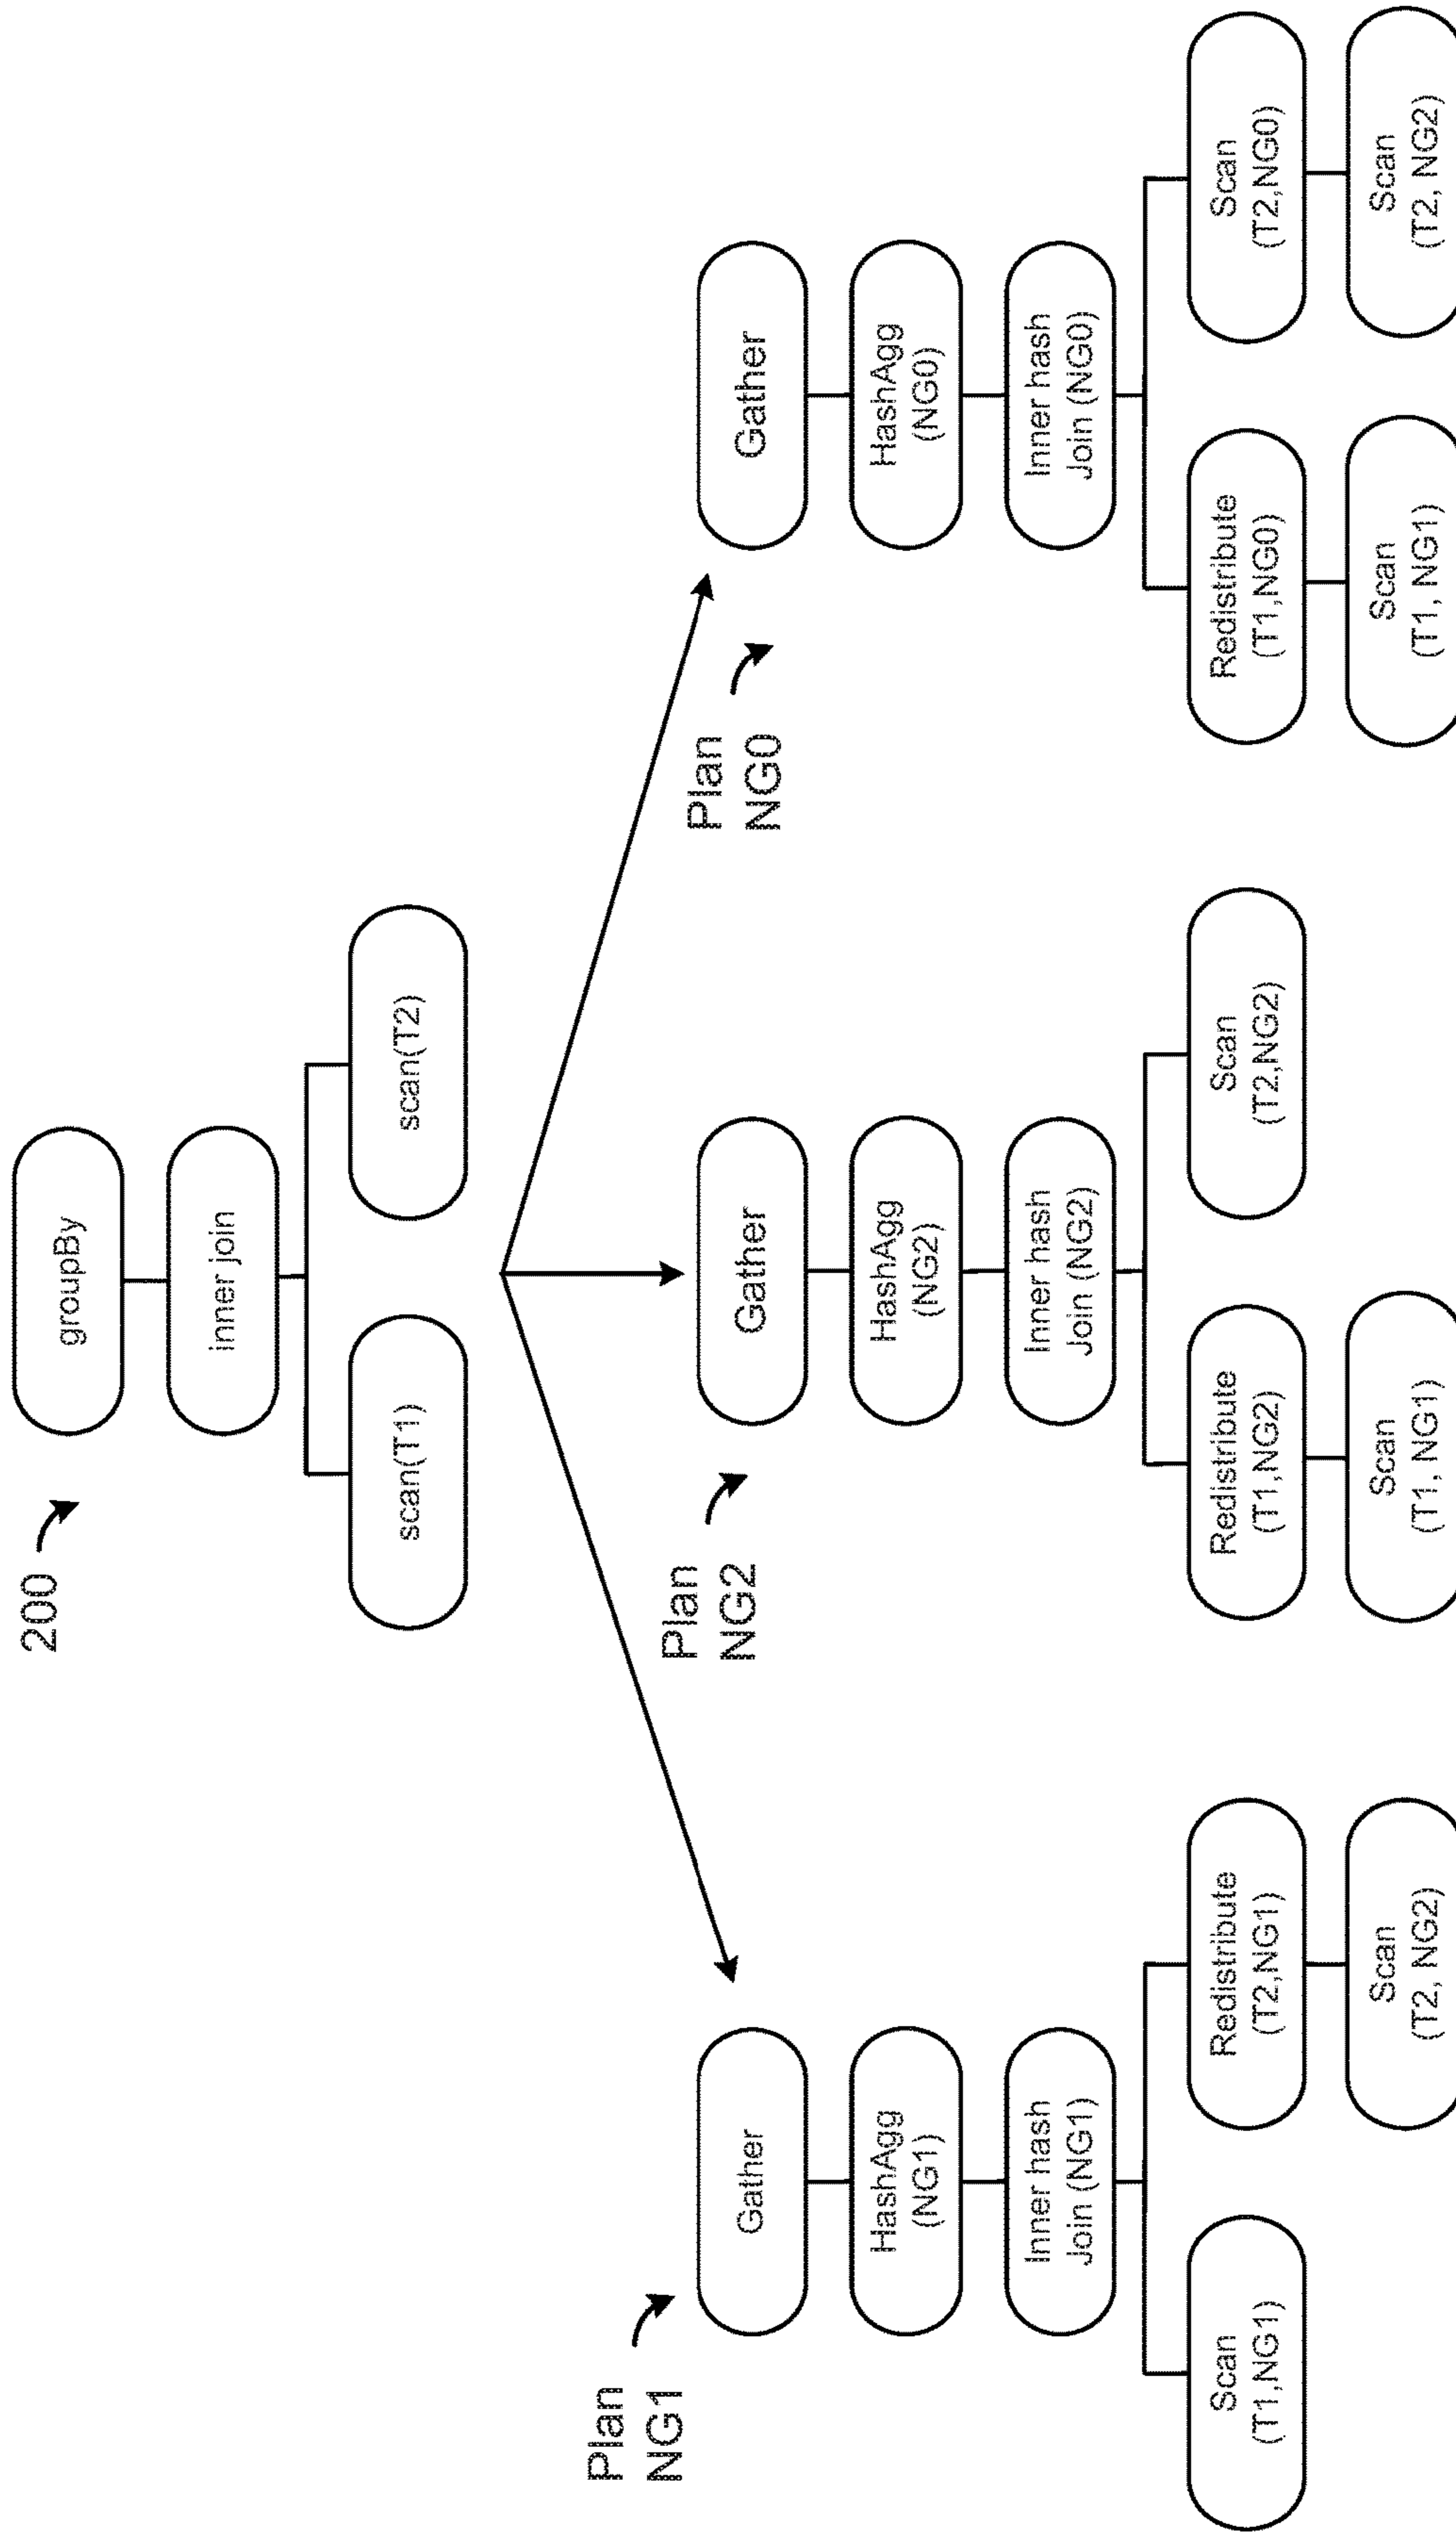 200
groupBy
inner join
scan(T1)
scan(T2)
Plan
NG1
Gather
HashAgg
(NG1)
Inner hash
Join (NG1)
Scan
(T1,NG1)
Redistribute
(T2,NG1)
Scan
(T2, NG2)
Plan
NG2
Gather
HashAgg
(NG2)
Inner hash
Join (NG2)
Redistribute
(T1,NG2)
Scan
(T2,NG2)
Scan
(T1, NG1)
Plan
NG0
Gather
HashAgg
(NG0)
Inner hash
Join (NG0)
Redistribute
(T1,NG0)
Scan
(T2,NG0)
Scan
(T1, NG1)
Scan
(T2, NG2)